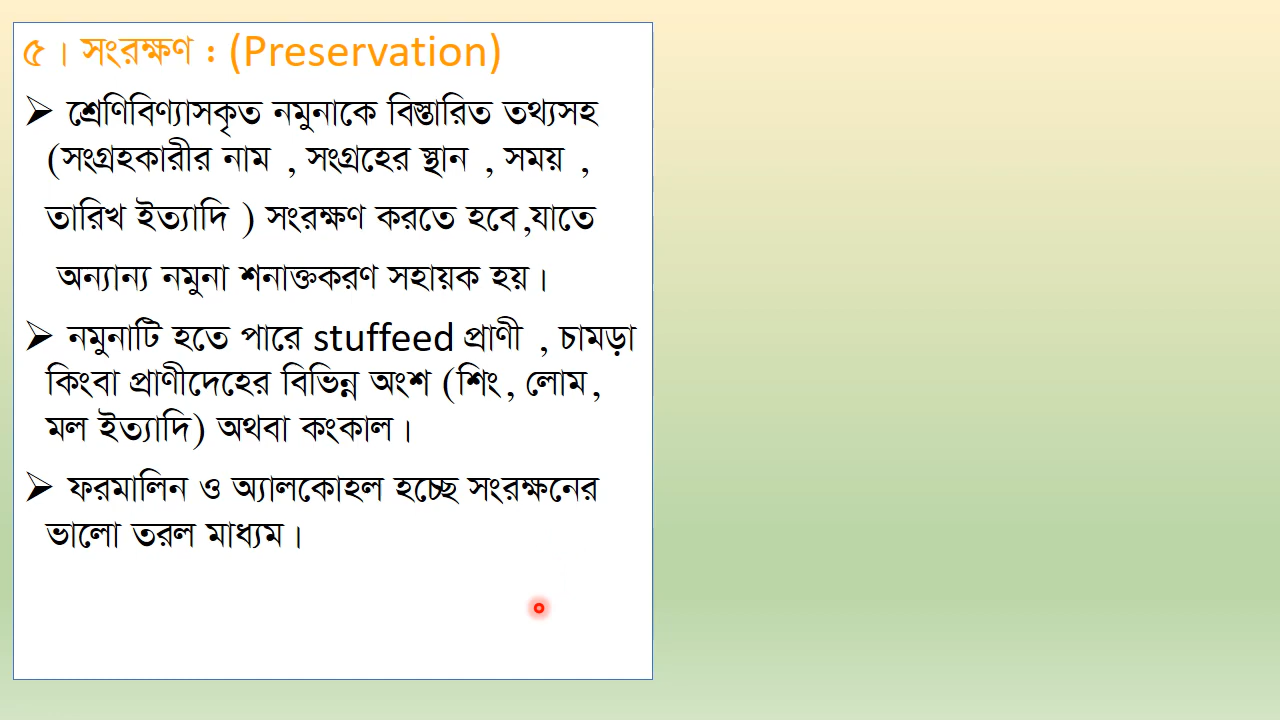 ৫। সংরক্ষণ : (Preservation)
➢ শ্রেণিবিণ্যাসকৃত নমুনাকে বিস্তারিত তথ্যসহ
(সংগ্রহকারীর নাম , সংগ্রহের স্থান , সময় ,
তারিখ ইত্যাদি ) সংরক্ষণ করতে হবে,যাতে
অন্যান্য নমুনা শনাক্তকরণ সহায়ক হয়।
➢ নমুনাটি হতে পারে stuffeed প্রাণী , চামড়া
কিংবা প্রাণীদেহের বিভিন্ন অংশ (শিং, লোম,
মল ইত্যাদি) অথবা কংকাল।
➢ ফরমালিন ও অ্যালকোহল হচ্ছে সংরক্ষনের
ভালো তরল মাধ্যম।